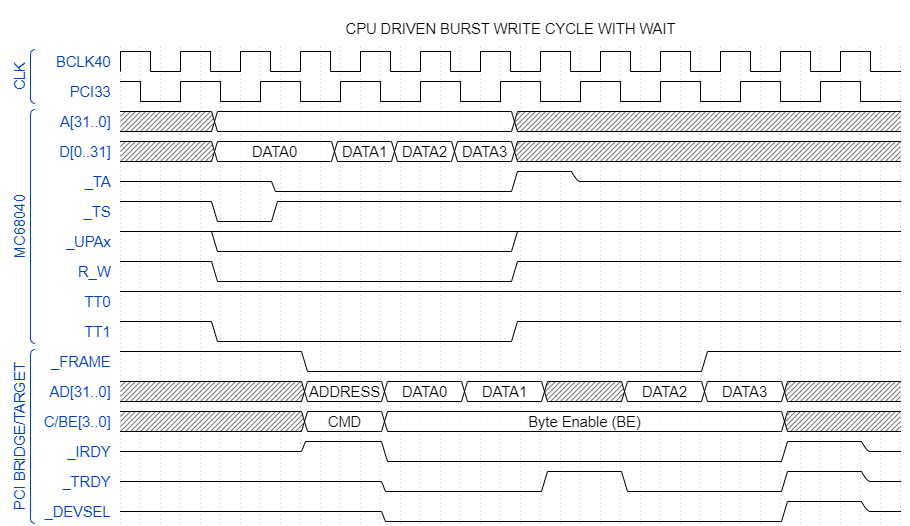 CPU DRIVEN BURST WRITE CYCLE WITH WAIT
CLK
BCLK40
PCI33
MC68040
A[31..0]
D[0..31] DATA0 DATA1 DATA2 DATA3
_TA
_TS
_UPAx
R_W
TT0
TT1
PCI BRIDGE/TARGET
_FRAME
AD[31..0] ADDRESS DATA0 DATA1 DATA2 DATA3
C/BE[3..0] CMD Byte Enable (BE)
_IRDY
_TRDY
_DEVSEL